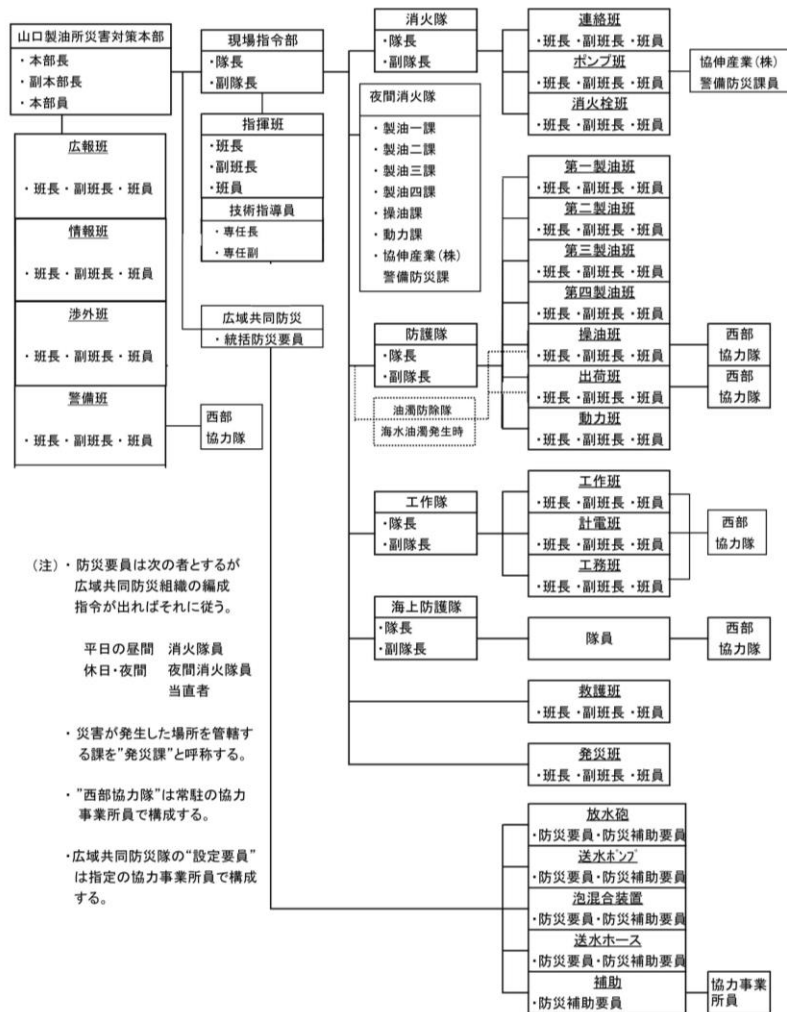 山口製油所災害対策本部
・本部長
・副本部長
・本部員
広報班
・班長・副班長・班員
情報班
・班長・副班長・班員
渉外班
・班長・副班長・班員
警備班
・班長・副班長・班員
西部
協力隊
現場指令部
・隊長
・副隊長
指揮班
・班長
・副班長
・班員
技術指導員
・専任長
・専任副
広域共同防災
・統括防災要員
消火隊
・隊長
・副隊長
夜間消火隊
・製油一課
・製油二課
・製油三課
・製油四課
・操油課
・動力課
・協伸産業(株)
警備防災課
防護隊
・隊長
・副隊長
油濁防除隊
海水油濁発生時
工作隊
・隊長
・副隊長
海上防護隊
・隊長
・副隊長
連絡班
・班長・副班長・班員
ポンプ班
・班長・副班長・班員
消火栓班
・班長・副班長・班員
協伸産業(株)
警備防災課員
第一製油班
・班長・副班長・班員
第二製油班
・班長・副班長・班員
第三製油班
・班長・副班長・班員
第四製油班
・班長・副班長・班員
操油班
・班長・副班長・班員
西部
協力隊
出荷班
・班長・副班長・班員
西部
協力隊
動力班
・班長・副班長・班員
工作班
・班長・副班長・班員
計電班
・班長・副班長・班員
工務班
・班長・副班長・班員
西部
協力隊
隊員
西部
協力隊
救護班
・班長・副班長・班員
発災班
・班長・副班長・班員
放水砲
・防災要員・防災補助要員
送水ポンプ
・防災要員・防災補助要員
泡混合装置
・防災要員・防災補助要員
送水ホース
・防災要員・防災補助要員
補助
・防災補助要員
協力事業
所員
(注)・防災要員は次の者とするが
広域共同防災組織の編成
指令が出ればそれに従う。
平日の昼間 消火隊員
休日・夜間 夜間消火隊員
当直者
・災害が発生した場所を管轄す
る課を”発災課”と呼称する。
・”西部協力隊”は常駐の協力
事業所員で構成する。
・広域共同防災隊の“設定要員”
は指定の協力事業所員で構成
する。